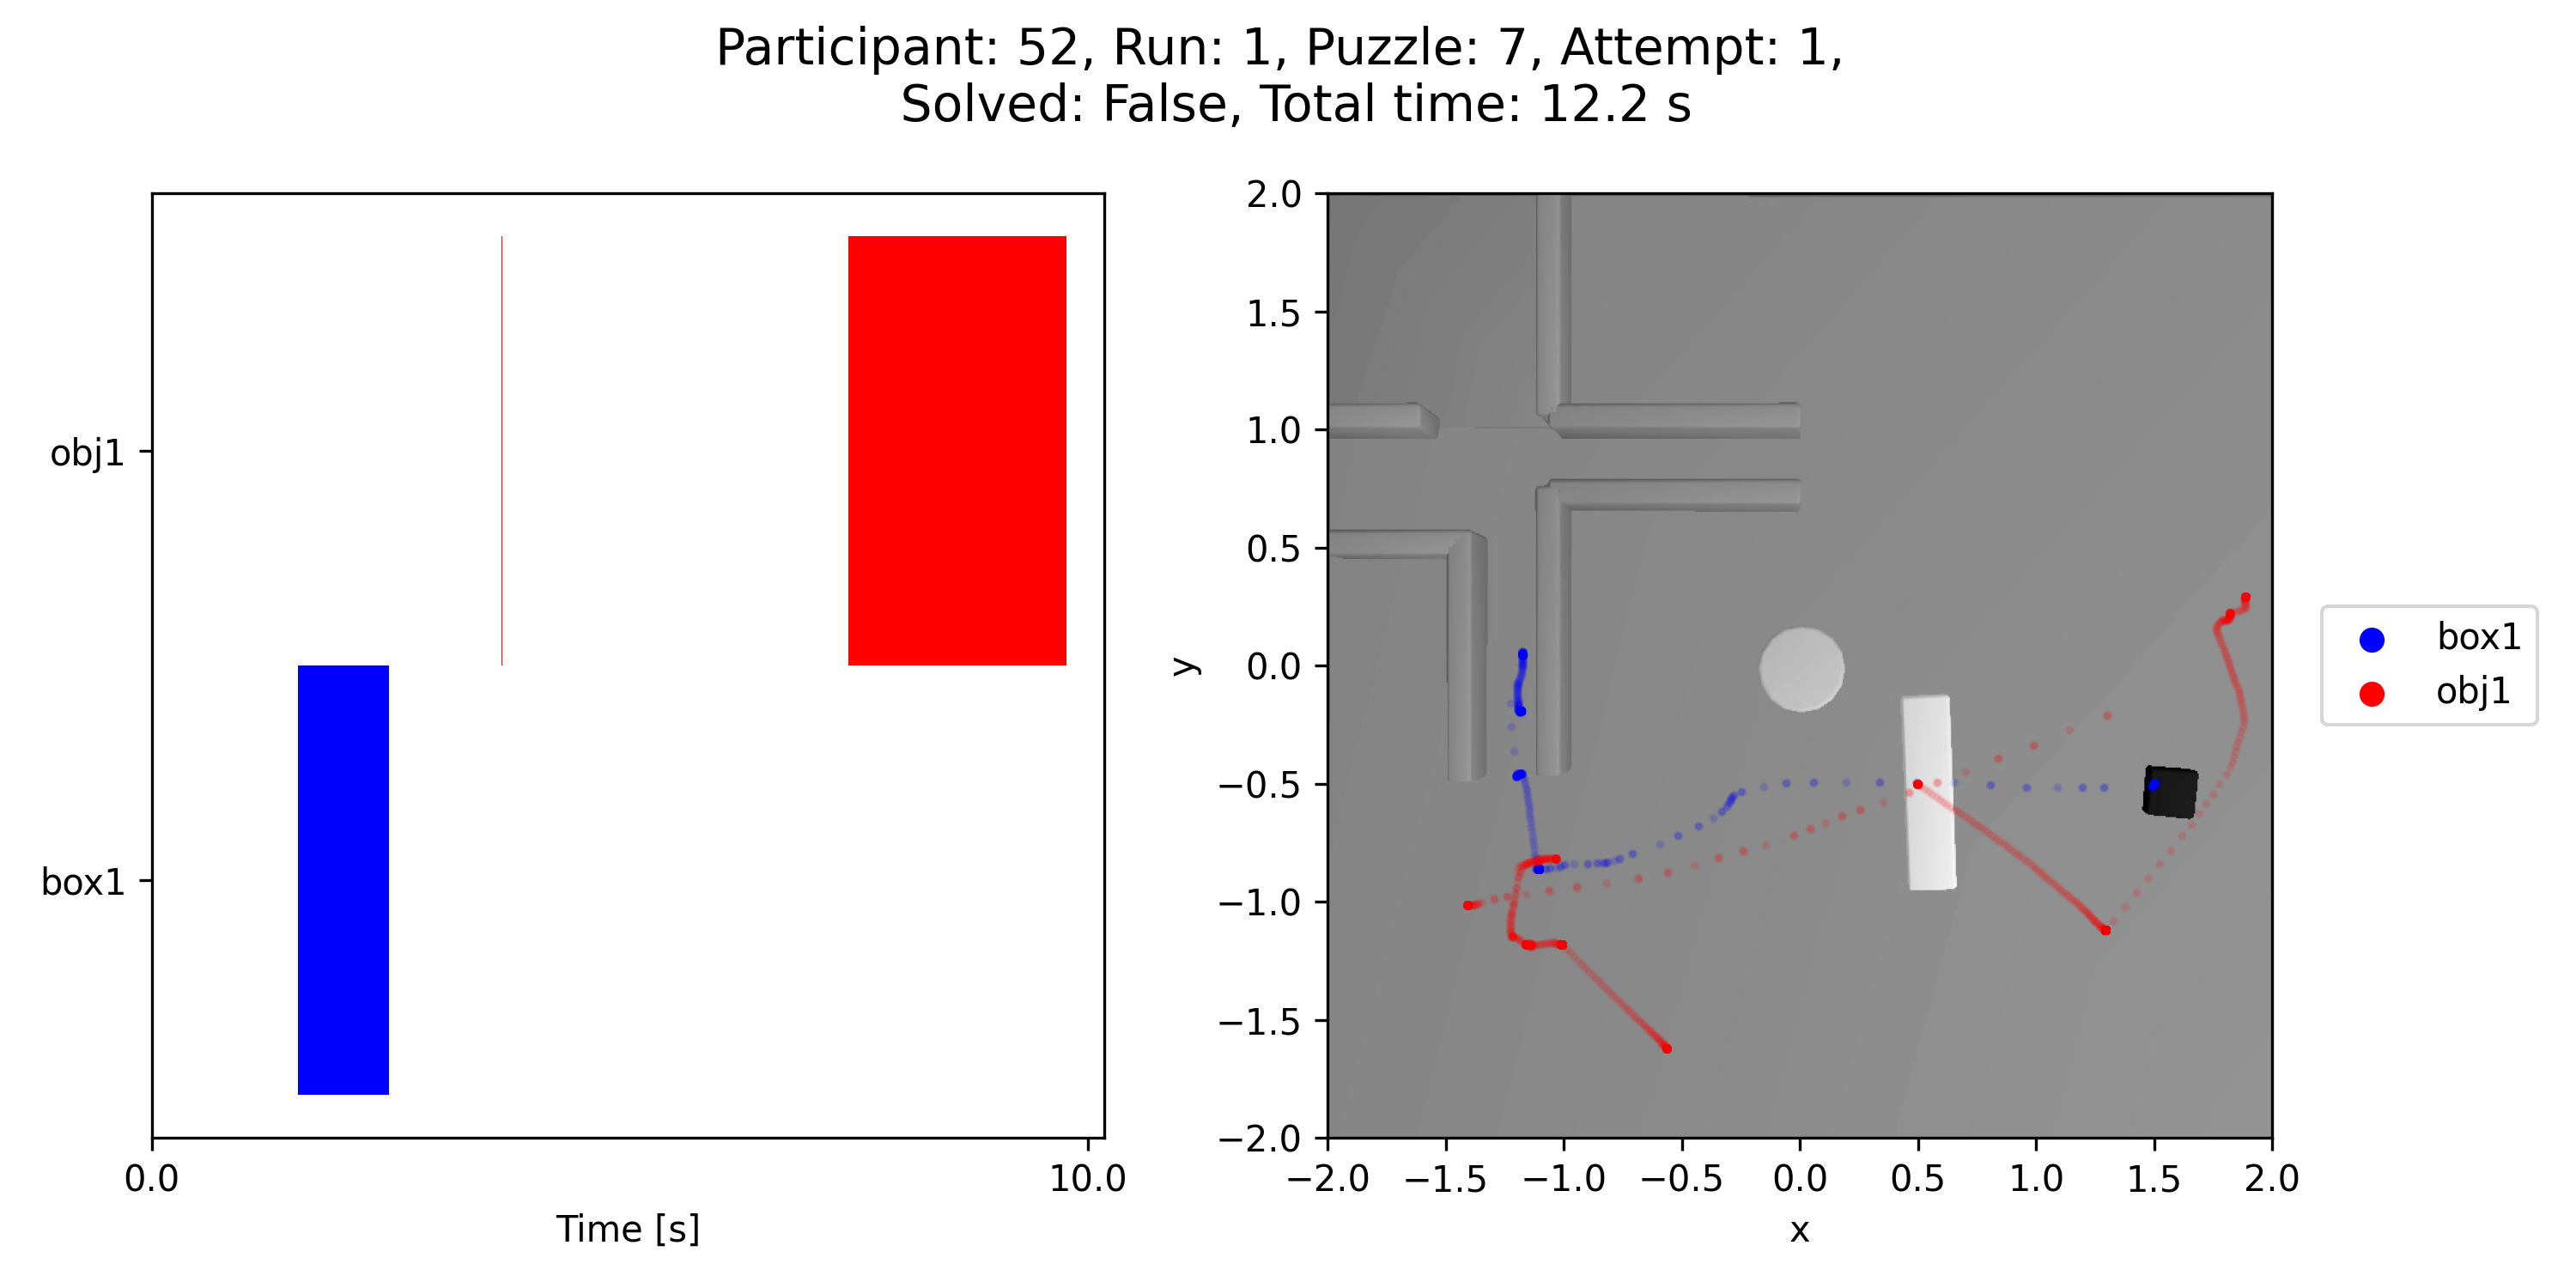 Participant: 52, Run: 1, Puzzle: 7, Attempt: 1,
Solved: False, Total time: 12.2 s
obj1
box1
0.0
10.0
Time [s]
2.0
1.5
1.0
0.5
0.0
−0.5
−1.0
−1.5
−2.0
y
−2.0
−1.5
−1.0
−0.5
0.0
0.5
1.0
1.5
2.0
x
box1
obj1